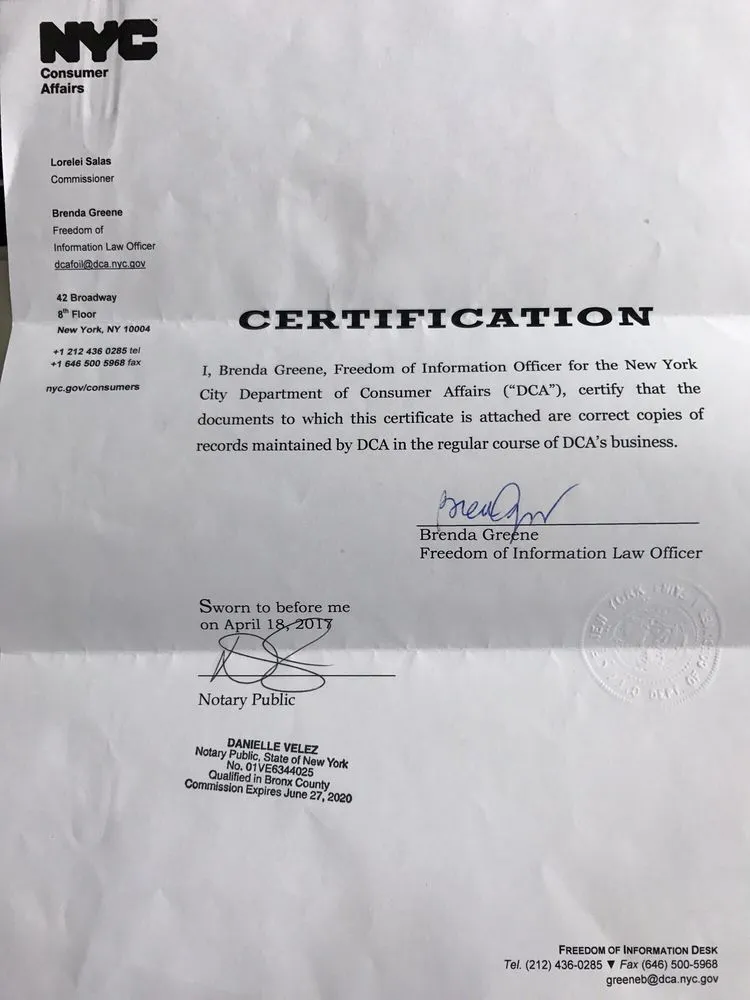 NYC
Consumer
Affairs
Lorelei Salas
Commissioner
Brenda Greene
Freedom of
Information Law Officer
dcafoil@dca.nyc.gov
42 Broadway
8th Floor
New York, NY 10004
+1 212 436 0285 tel
+1 646 500 5968 fax
nyc.gov/consumers
CERTIFICATION
I, Brenda Greene, Freedom of Information Officer for the New York
City Department of Consumer Affairs (“DCA”), certify that the
documents to which this certificate is attached are correct copies of
records maintained by DCA in the regular course of DCA’s business.
Brenda Greene
Freedom of Information Law Officer
Sworn to before me
on April 18, 2017
Notary Public
DANIELLE VELEZ
Notary Public, State of New York
No. 01VE6344025
Qualified in Bronx County
Commission Expires June 27, 2020
NEW YORK
DEPT. OF
FREEDOM OF INFORMATION DESK
Tel. (212) 436-0285 ▼ Fax (646) 500-5968
greeneb@dca.nyc.gov